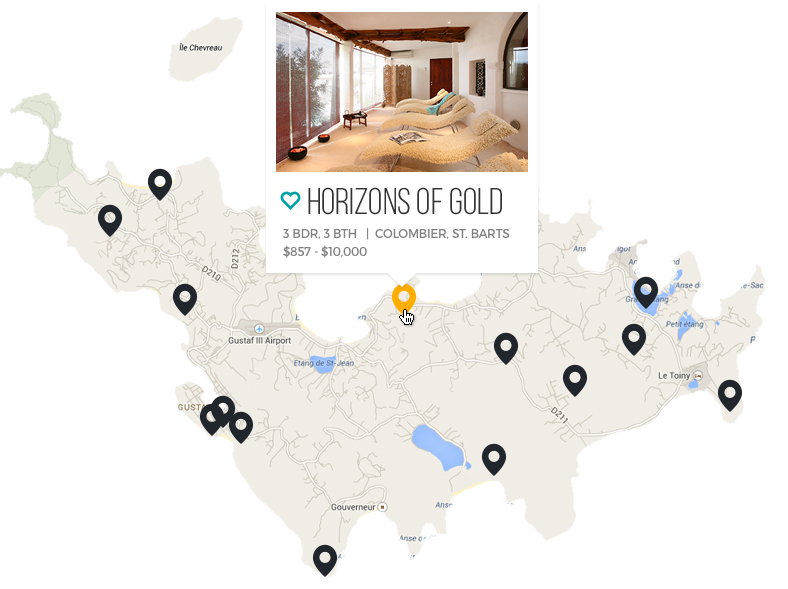 Île Chevreau
HORIZONS OF GOLD
3 BDR, 3 BTH | COLOMBIER, ST. BARTS
$857 - $10,000
D212
D210
Gustaf III Airport
Etang de St-Jean
Petit étang
Le Toiny
D211
Gouverneur